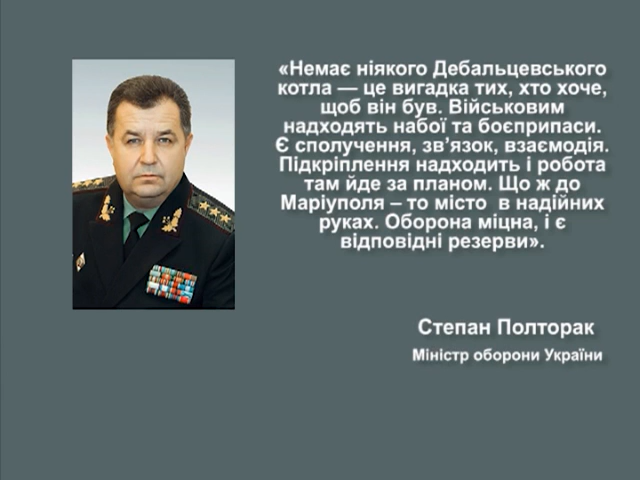 «Немає ніякого Дебальцевського
котла — це вигадка тих, хто хоче,
щоб він був. Військовим
надходять набої та боєприпаси.
Є сполучення, зв’язок, взаємодія.
Підкріплення надходить і робота
там йде за планом. Що ж до
Маріуполя – то місто в надійних
руках. Оборона міцна, і є
відповідні резерви».
Степан Полторак
Міністр оборони України